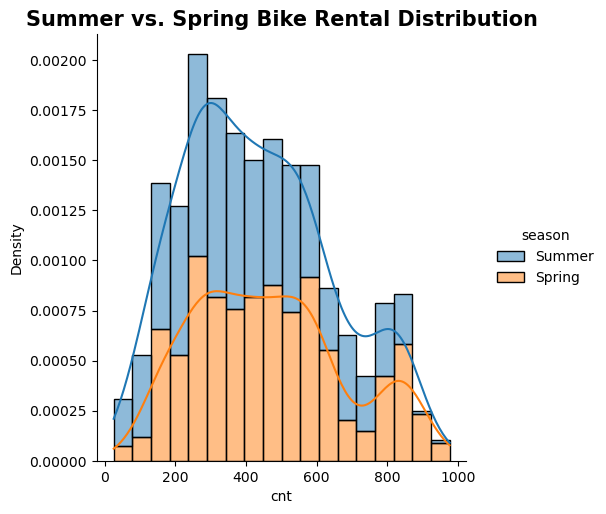 Summer vs. Spring Bike Rental Distribution
0.00200
0.00175
0.00150
0.00125
0.00100
0.00075
0.00050
0.00025
0.00000
Density
0 200 400 600 800 1000
cnt
season
Summer
Spring